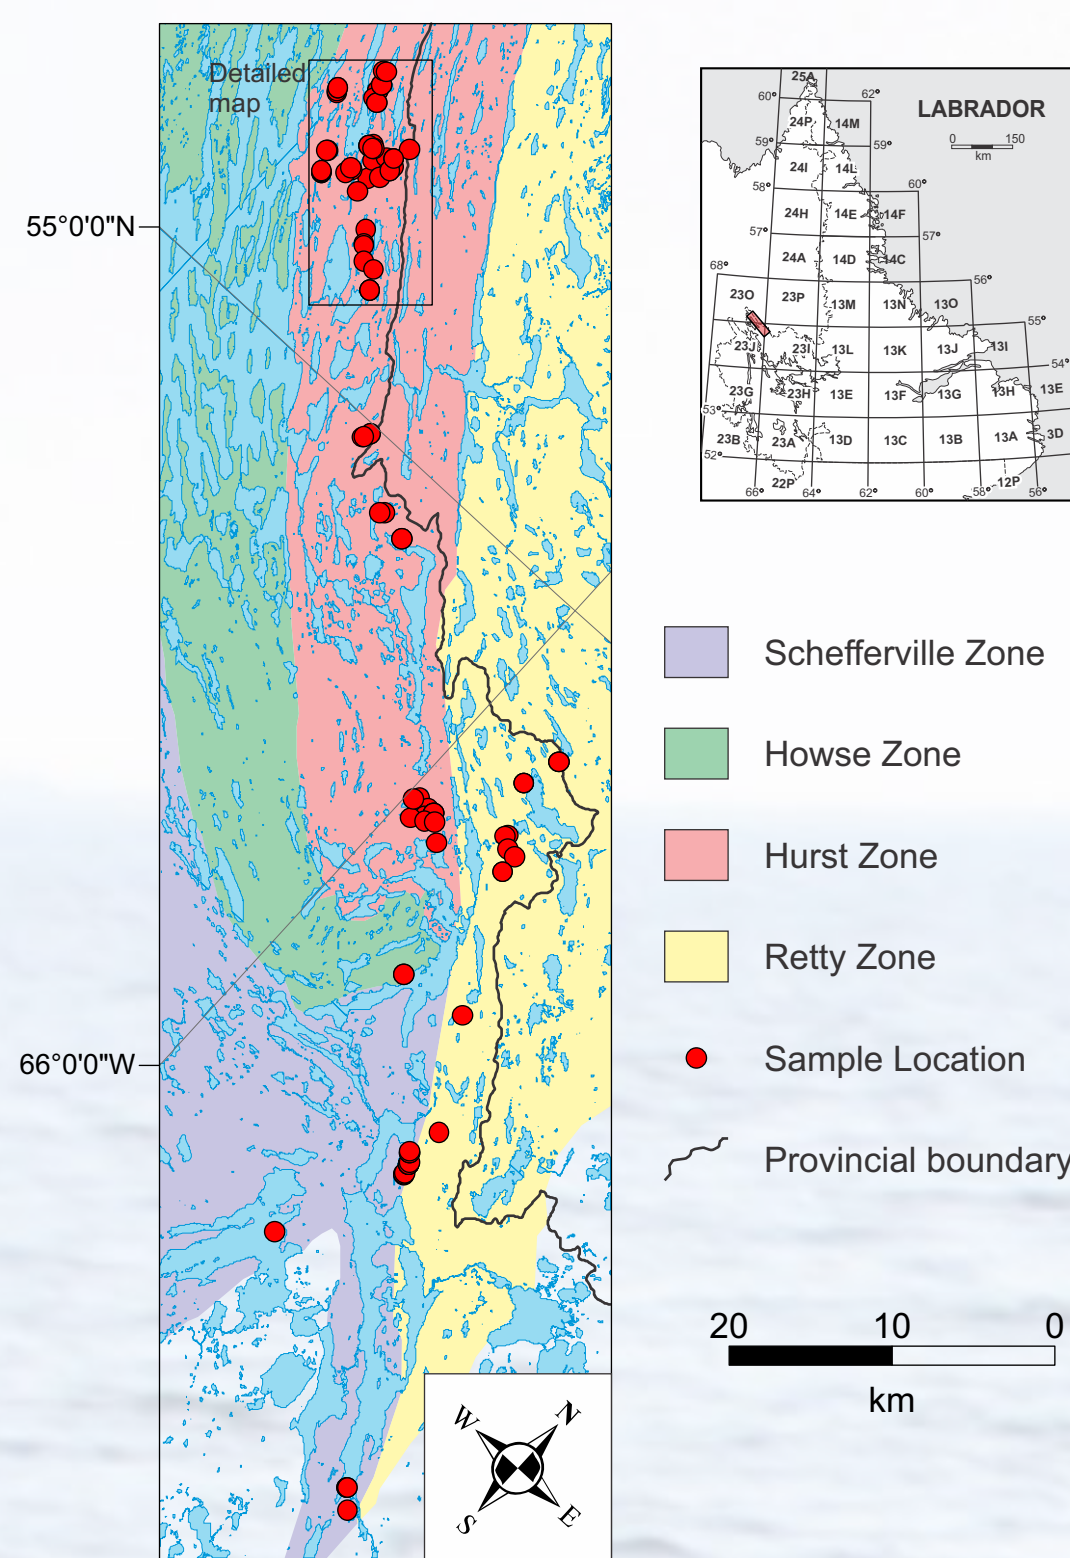 Detailed
map
55°0'0"N
66°0'0"W
W
N
S
E
LABRADOR
0 150
km
25A
60°
62°
24P
14M
59°
59°
24I
14L
58°
60°
24H
14E
14F
57°
57°
24A
14D
14C
68°
56°
23O
23P
13M
13N
13O
55°
23J
23I
13L
13K
13J
13I
54°
23G
23H
13E
13F
13G
13H
13E
53°
23B
23A
13D
13C
13B
13A
3D
52°
22P
12P
66°
64°
62°
60°
58°
56°
Schefferville Zone
Howse Zone
Hurst Zone
Retty Zone
Sample Location
Provincial boundary
20 10 0
km